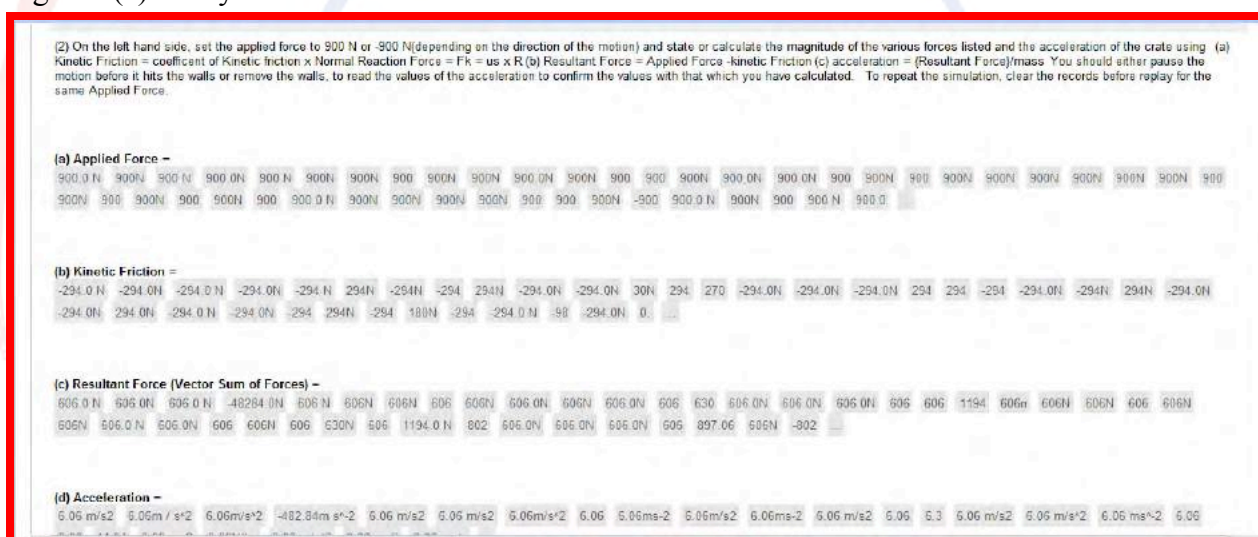 (2) On the left hand side, set the applied force to 900 N or -900 N(depending on the direction of the motion) and state or calculate the magnitude of the various forces listed and the acceleration of the crate using (a)
Kinetic Friction = coefficent of Kinetic friction x Normal Reaction Force = Fk = us x R (b) Resultant Force = Applied Force -kinetic Friction (c) acceleration = (Resultant Force)/mass You should either pause the
motion before it hits the walls or remove the walls, to read the values of the acceleration to confirm the values with that which you have calculated. To repeat the simulation, clear the records before replay for the
same Applied Force.
(a) Applied Force =
900.0 N 900N 900 N 900.0N 900 N 900N 900N 900 900N 900N 900.0N 900N 900 900 900N 900.0N 900.0N 900 900N 900 900N 900N 900N 900N 900N 900N 900
900N 900 900N 900 900N 900 900.0 N 900N 900N 900N 900N 900 900 900N -900 900.0 N 900N 900 900 N 900.0 ...
(b) Kinetic Friction =
-294.0 N -294.0N -294.0 N -294.0N -294 N 294N -294N -294 294N -294.0N -294.0N 30N 294 270 -294.0N -294.0N -294.0N 294 294 -294 -294.0N -294N 294N -294.0N
-294.0N 294.0N -294.0 N -294.0N -294 294N -294 180N -294 -294.0 N -98 -294.0N 0. ...
(c) Resultant Force (Vector Sum of Forces) =
606.0 N 606.0N 606.0 N -48284.0N 606 N 606N 606N 606 606N 606.0N 606N 606.0N 606 630 606.0N 606.0N 606.0N 606 606 1194 606n 606N 606N 606 606N
606N 606.0 N 606.0N 606 606N 606 630N 606 1194.0 N 802 606.0N 606.0N 606.0N 606 897.06 606N -802 ...
(d) Acceleration =
6.06 m/s2 6.06m / s^2 6.06m/s^2 -482.84m s^-2 6.06 m/s2 6.06 m/s2 6.06m/s^2 6.06 6.06ms-2 6.06m/s2 6.06ms-2 6.06 m/s2 6.06 6.3 6.06 m/s2 6.06 m/s^2 6.06 ms^-2 6.06